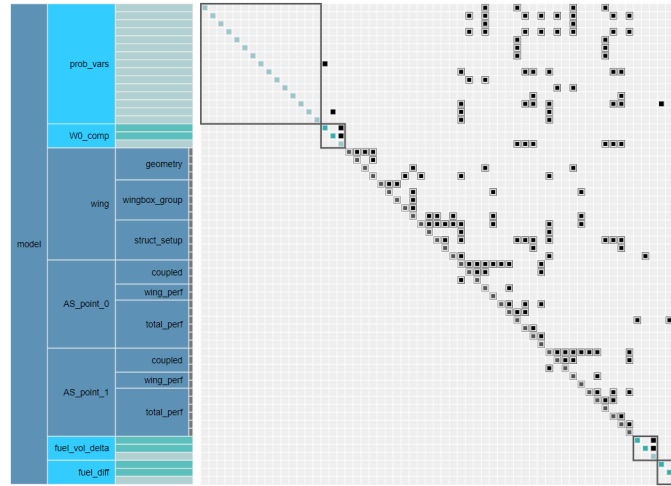 model
prob_vars
W0_comp
wing
geometry
wingbox_group
struct_setup
AS_point_0
coupled
wing_perf
total_perf
AS_point_1
coupled
wing_perf
total_perf
fuel_vol_delta
fuel_diff